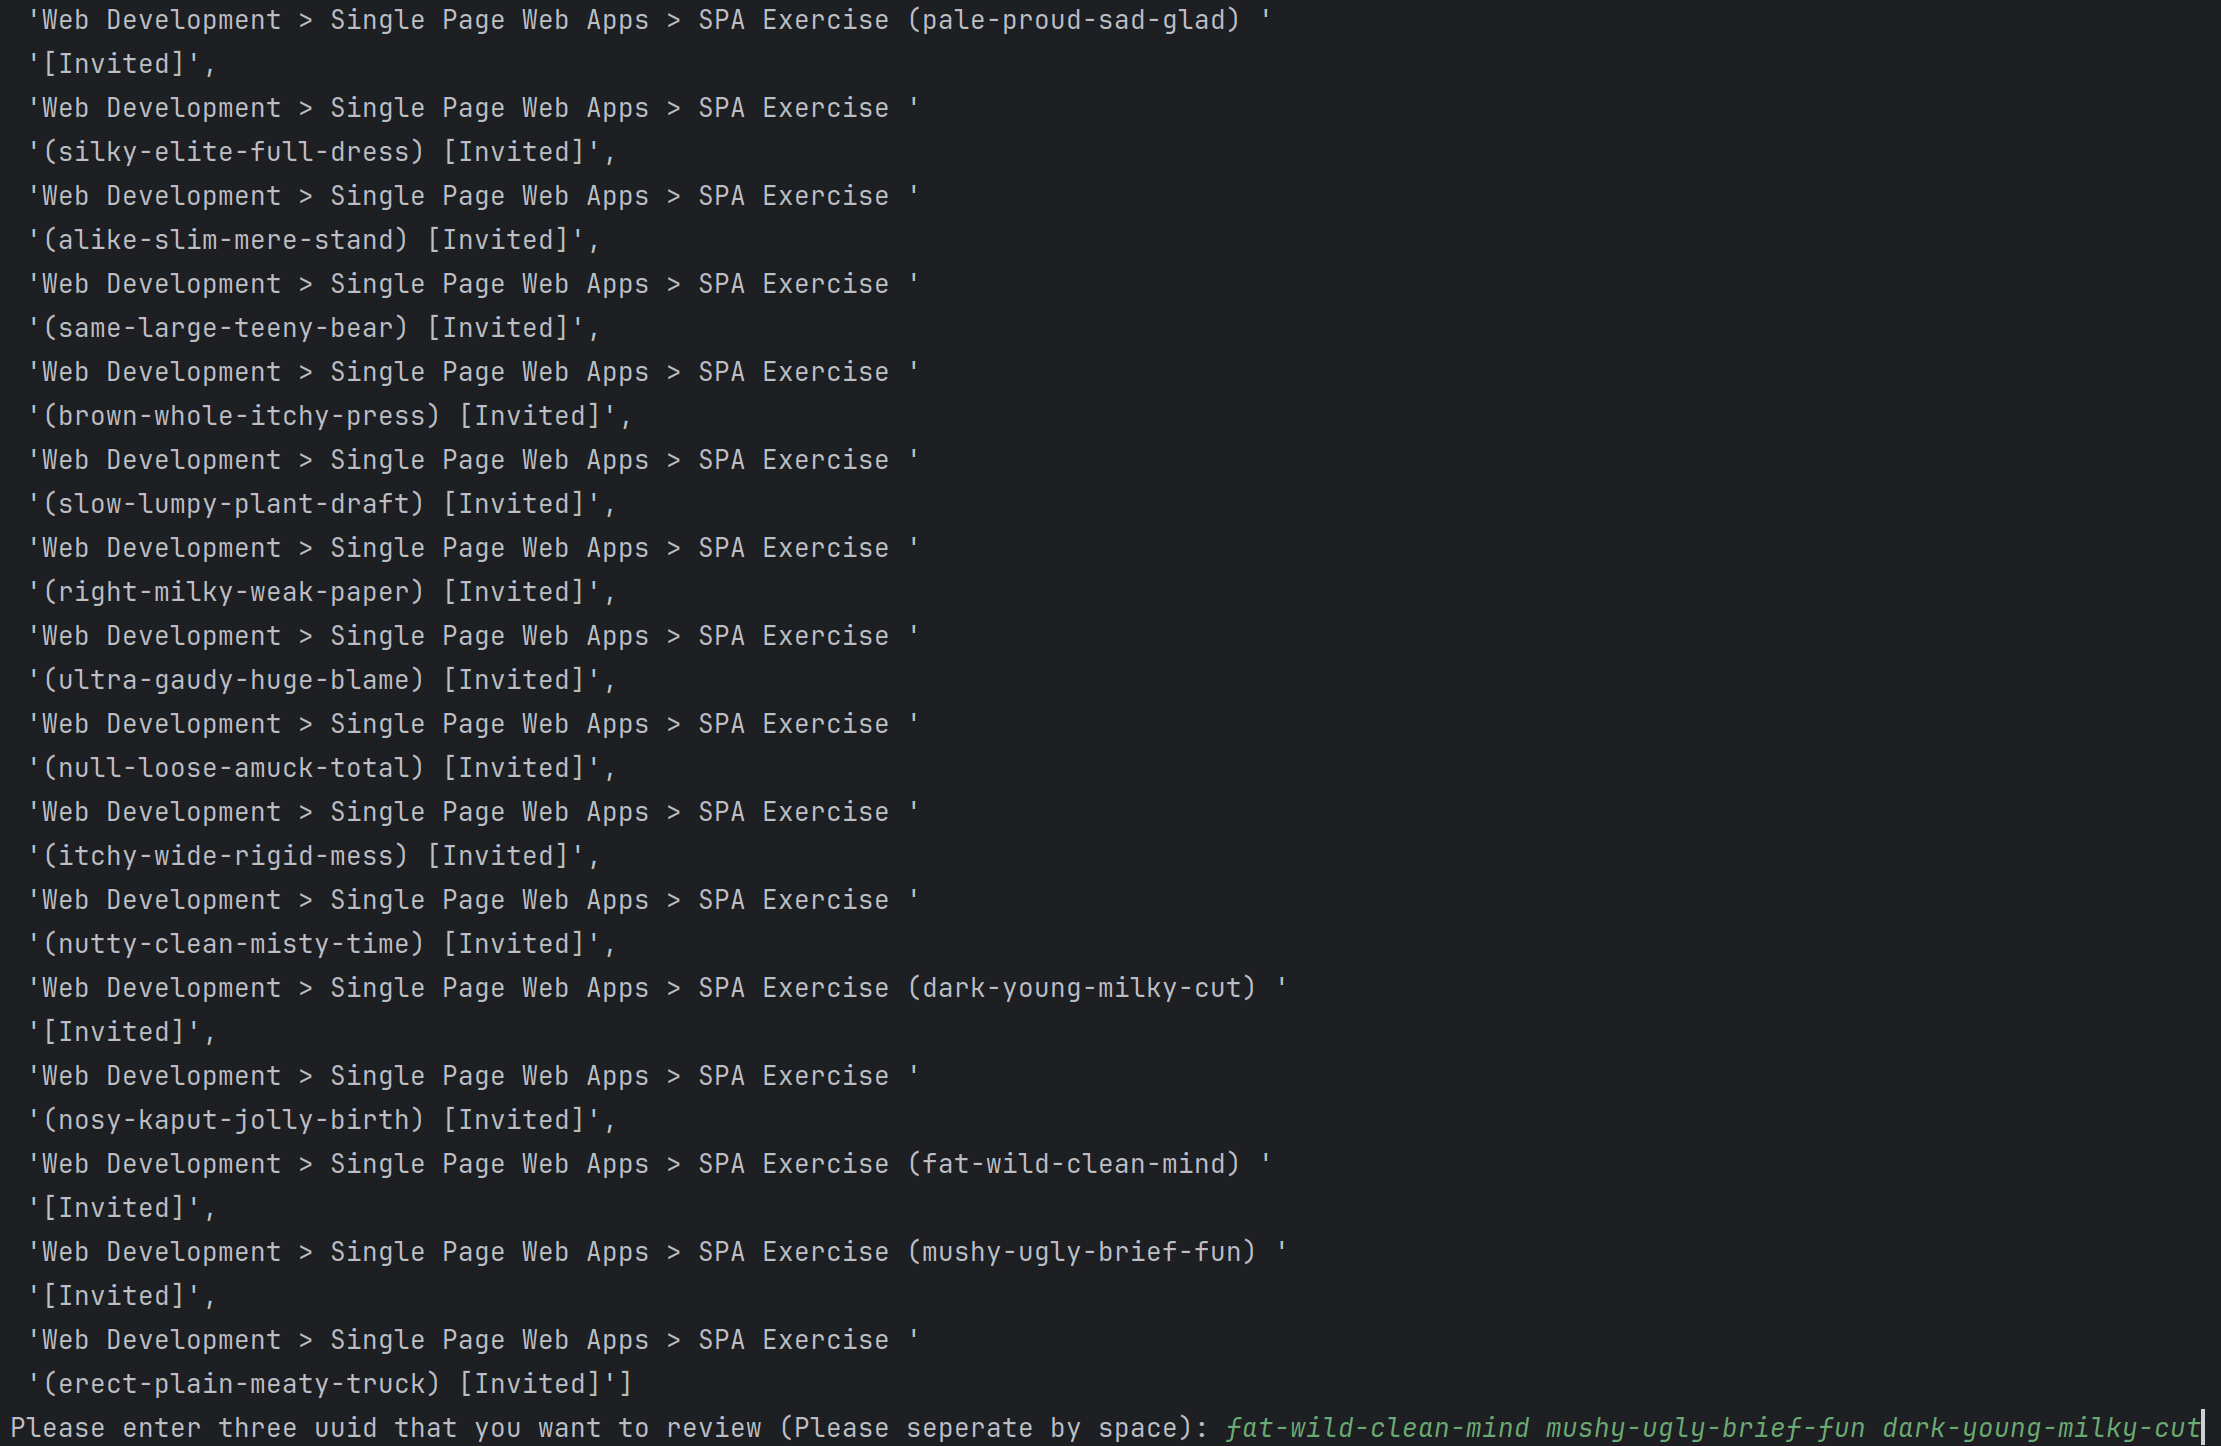 'Web Development > Single Page Web Apps > SPA Exercise (pale-proud-sad-glad) '
'[Invited]',
'Web Development > Single Page Web Apps > SPA Exercise '
'(silky-elite-full-dress) [Invited]',
'Web Development > Single Page Web Apps > SPA Exercise '
'(alike-slim-mere-stand) [Invited]',
'Web Development > Single Page Web Apps > SPA Exercise '
'(same-large-teeny-bear) [Invited]',
'Web Development > Single Page Web Apps > SPA Exercise '
'(brown-whole-itchy-press) [Invited]',
'Web Development > Single Page Web Apps > SPA Exercise '
'(slow-lumpy-plant-draft) [Invited]',
'Web Development > Single Page Web Apps > SPA Exercise '
'(right-milky-weak-paper) [Invited]',
'Web Development > Single Page Web Apps > SPA Exercise '
'(ultra-gaudy-huge-blame) [Invited]',
'Web Development > Single Page Web Apps > SPA Exercise '
'(null-loose-amuck-total) [Invited]',
'Web Development > Single Page Web Apps > SPA Exercise '
'(itchy-wide-rigid-mess) [Invited]',
'Web Development > Single Page Web Apps > SPA Exercise '
'(nutty-clean-misty-time) [Invited]',
'Web Development > Single Page Web Apps > SPA Exercise (dark-young-milky-cut) '
'[Invited]',
'Web Development > Single Page Web Apps > SPA Exercise '
'(nosy-kaput-jolly-birth) [Invited]',
'Web Development > Single Page Web Apps > SPA Exercise (fat-wild-clean-mind) '
'[Invited]',
'Web Development > Single Page Web Apps > SPA Exercise (mushy-ugly-brief-fun) '
'[Invited]',
'Web Development > Single Page Web Apps > SPA Exercise '
'(erect-plain-meaty-truck) [Invited]']
Please enter three uuid that you want to review (Please seperate by space): fat-wild-clean-mind mushy-ugly-brief-fun dark-young-milky-cut